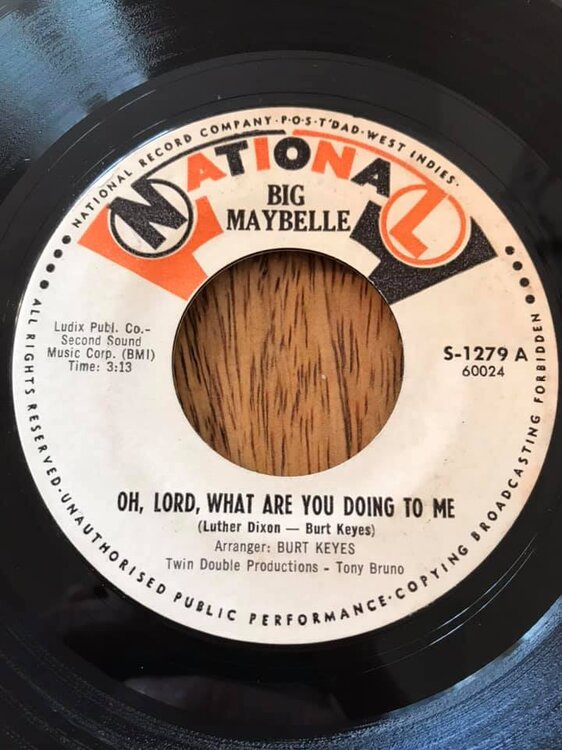 NATIONAL RECORD COMPANY·P·O·S·T'DAD·WEST INDIES·
NATIONAL
BIG
MAYBELLE
Ludix Publ. Co.-
Second Sound
Music Corp. (BMI)
Time: 3:13
S-1279 A
60024
OH, LORD, WHAT ARE YOU DOING TO ME
(Luther Dixon — Burt Keyes)
Arranger: BURT KEYES
Twin Double Productions - Tony Bruno
ALL RIGHTS RESERVED·UNAUTHORISED PUBLIC PERFORMANCE·COPYING BROADCASTING FORBIDDEN